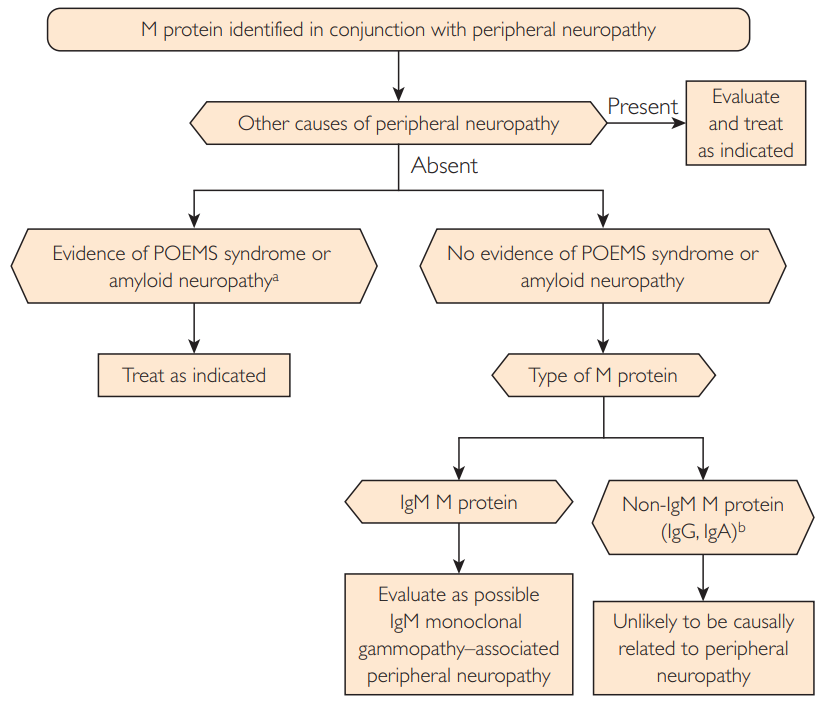 M protein identified in conjunction with peripheral neuropathy
Other causes of peripheral neuropathy
Present
Evaluate
and treat
as indicated
Absent
Evidence of POEMS syndrome or
amyloid neuropathyᵃ
No evidence of POEMS syndrome or
amyloid neuropathy
Treat as indicated
Type of M protein
IgM M protein
Non-IgM M protein
(IgG, IgA)ᵇ
Evaluate as possible
IgM monoclonal
gammopathy–associated
peripheral neuropathy
Unlikely to be causally
related to peripheral
neuropathy